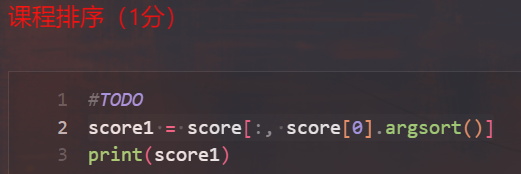 课程排序（1分）
1 #TODO
2 score1 = score[:, score[0].argsort()]
3 print(score1)